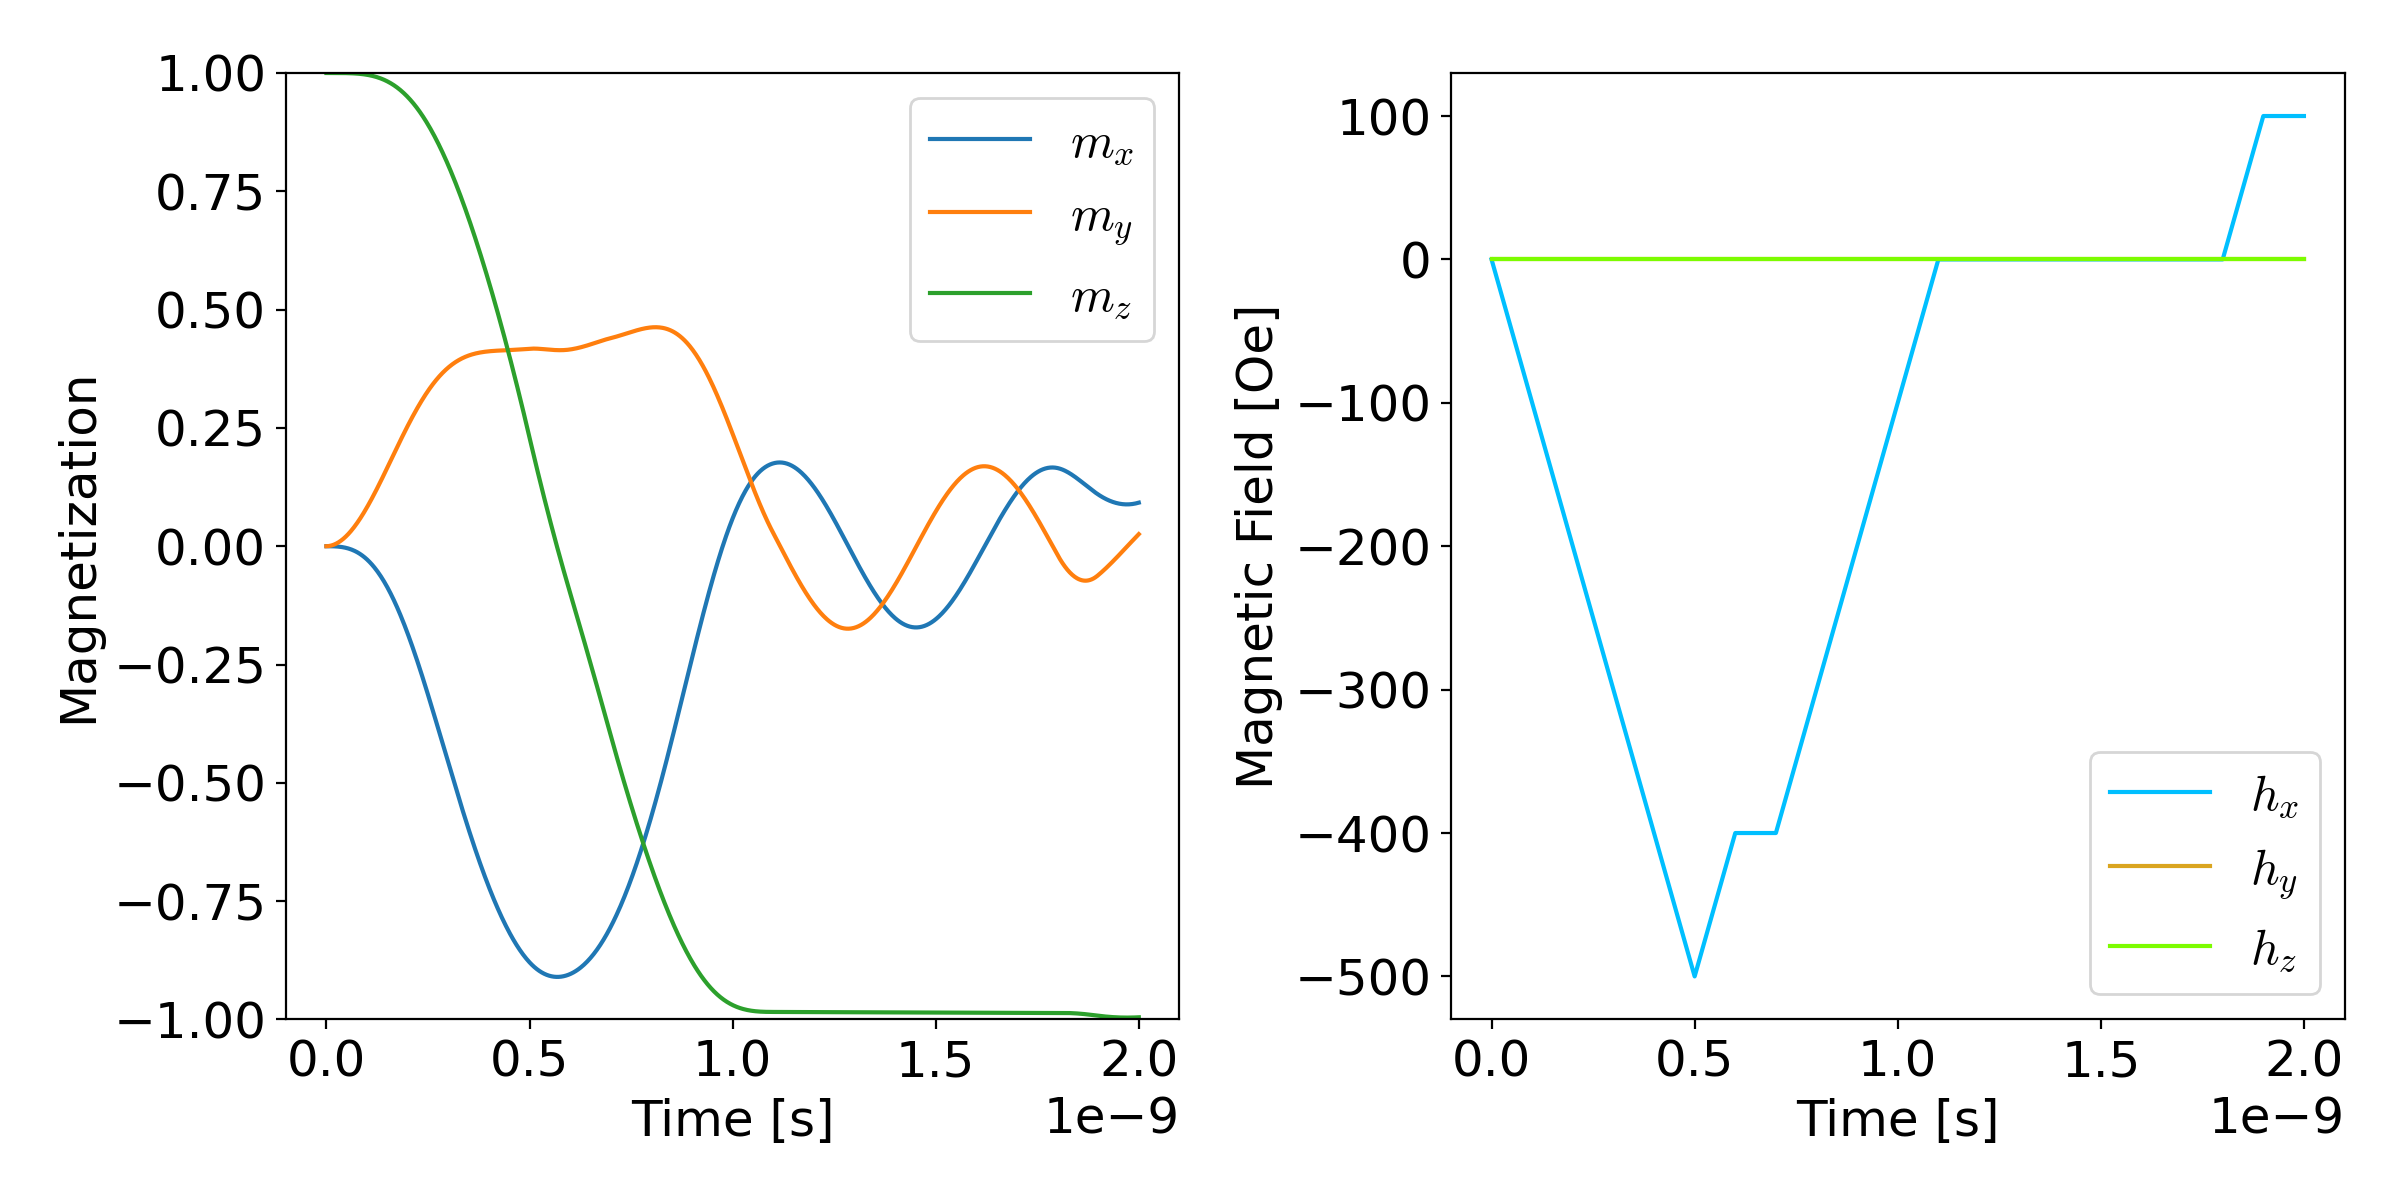 Magnetization
1.00
0.75
0.50
0.25
0.00
−0.25
−0.50
−0.75
−1.00
0.0 0.5 1.0 1.5 2.0
Time [s]
1e−9
m_x
m_y
m_z
Magnetic Field [Oe]
100
0
−100
−200
−300
−400
−500
0.0 0.5 1.0 1.5 2.0
Time [s]
1e−9
h_x
h_y
h_z